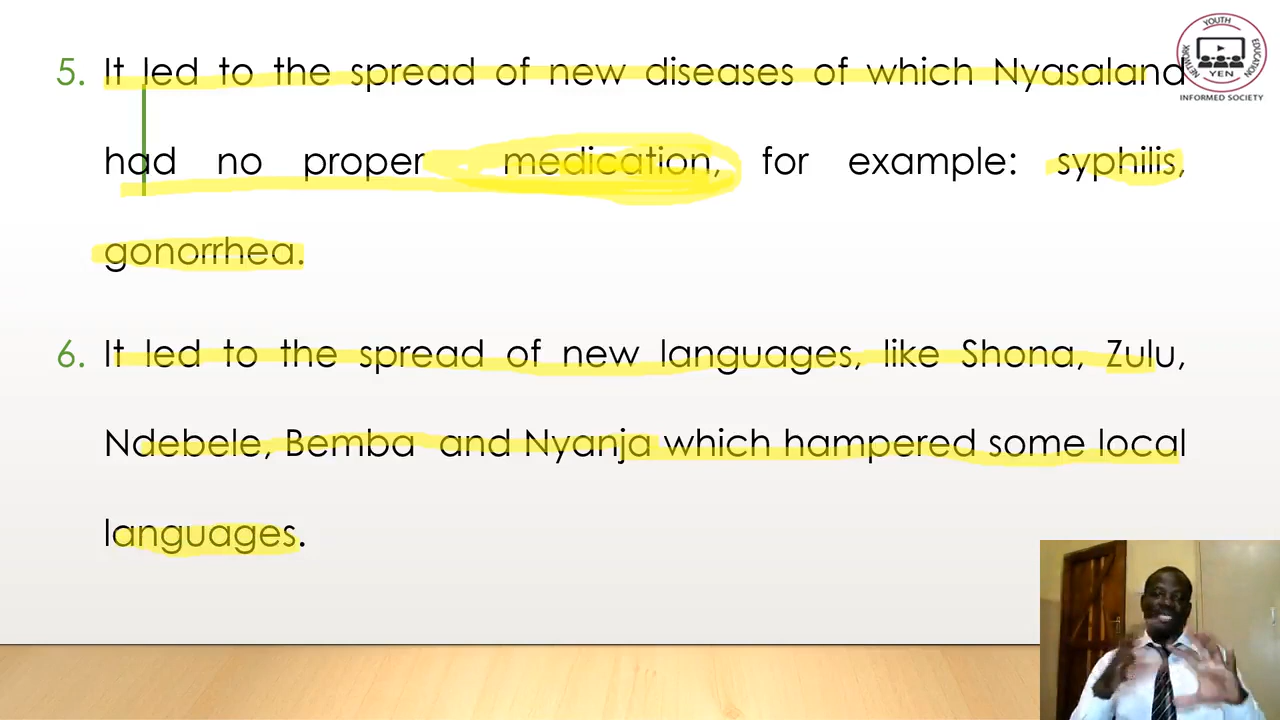 5. It led to the spread of new diseases of which Nyasaland
had no proper medication, for example: syphilis,
gonorrhea.
6. It led to the spread of new languages, like Shona, Zulu,
Ndebele, Bemba and Nyanja which hampered some local
languages.
YOUTH
EDUCATION
NETWORK
YEN
INFORMED SOCIETY